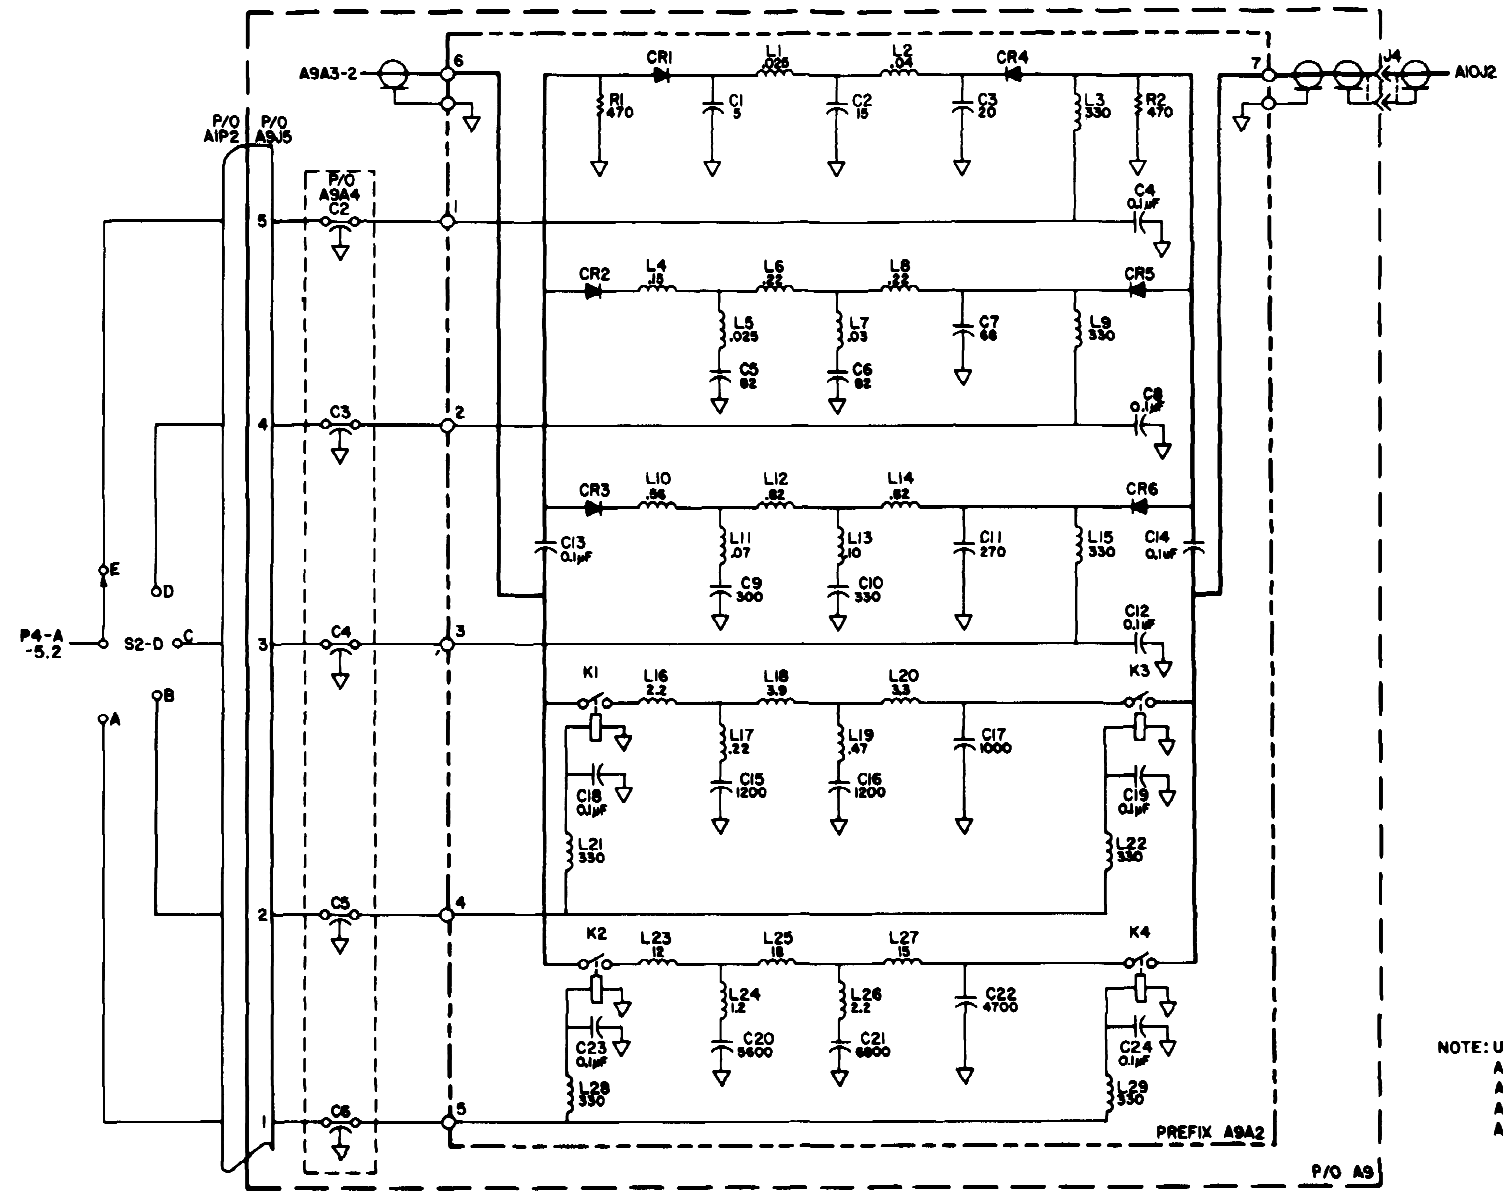 A9A3-2
6
CR1
L1
.025
L2
.04
CR4
7
J4
A10J2
R1
470
C1
5
C2
15
C3
20
L3
330
R2
470
P/O
A1P2
P/O
A9J5
P/O
A9A4
C2
5
1
C4
0.1µF
CR2
L4
.15
L6
.22
L8
.22
CR5
L5
.025
L7
.03
C7
68
L9
330
C5
82
C6
82
C3
4
2
C8
0.1µF
CR3
L10
.56
L12
.82
L14
.62
CR6
C13
0.1µF
L11
.07
L13
.10
C11
270
L15
330
C14
0.1µF
C9
300
C10
330
E
D
P4-A
-5.2
S2-D
C
3
C4
3
C12
0.1µF
B
A
K1
L16
2.2
L18
3.9
L20
3.3
K3
L17
.22
L19
.47
C17
1000
C18
0.1µF
C15
1200
C16
1200
C19
0.1µF
L21
330
L22
330
2
C5
4
K2
L23
12
L25
18
L27
15
K4
L24
1.2
L26
2.2
C22
4700
C23
0.1µF
C20
5600
C21
6800
C24
0.1µF
L28
330
L29
330
1
C6
5
PREFIX A9A2
P/O A9
NOTE: U
A
A
A
A